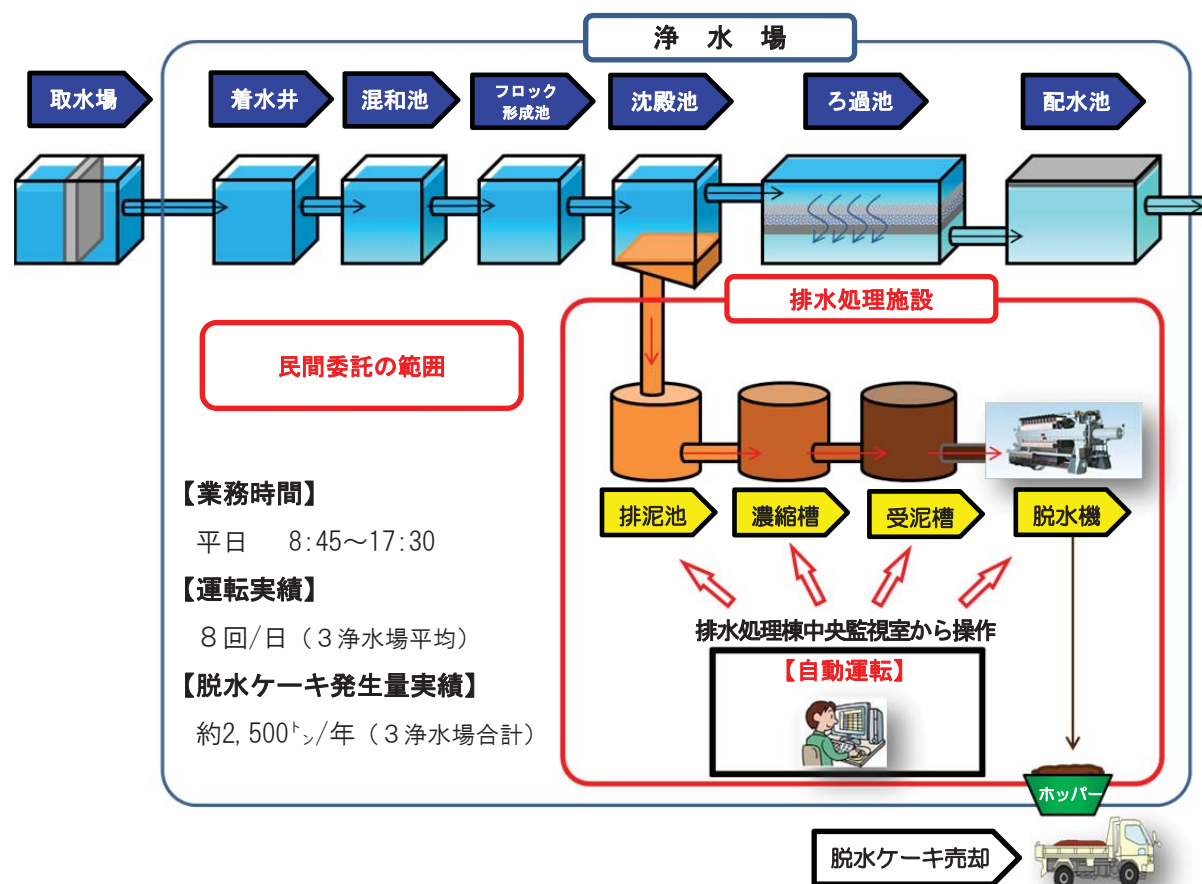 浄 水 場
取水場
着水井
混和池
フロック
形成池
沈殿池
ろ過池
配水池
排水処理施設
民間委託の範囲
排泥池
濃縮槽
受泥槽
脱水機
【業務時間】
平日 8:45～17:30
【運転実績】
８回/日（３浄水場平均）
【脱水ケーキ発生量実績】
約2,500㌧/年（３浄水場合計）
排水処理棟中央監視室から操作
【自動運転】
ホッパー
脱水ケーキ売却